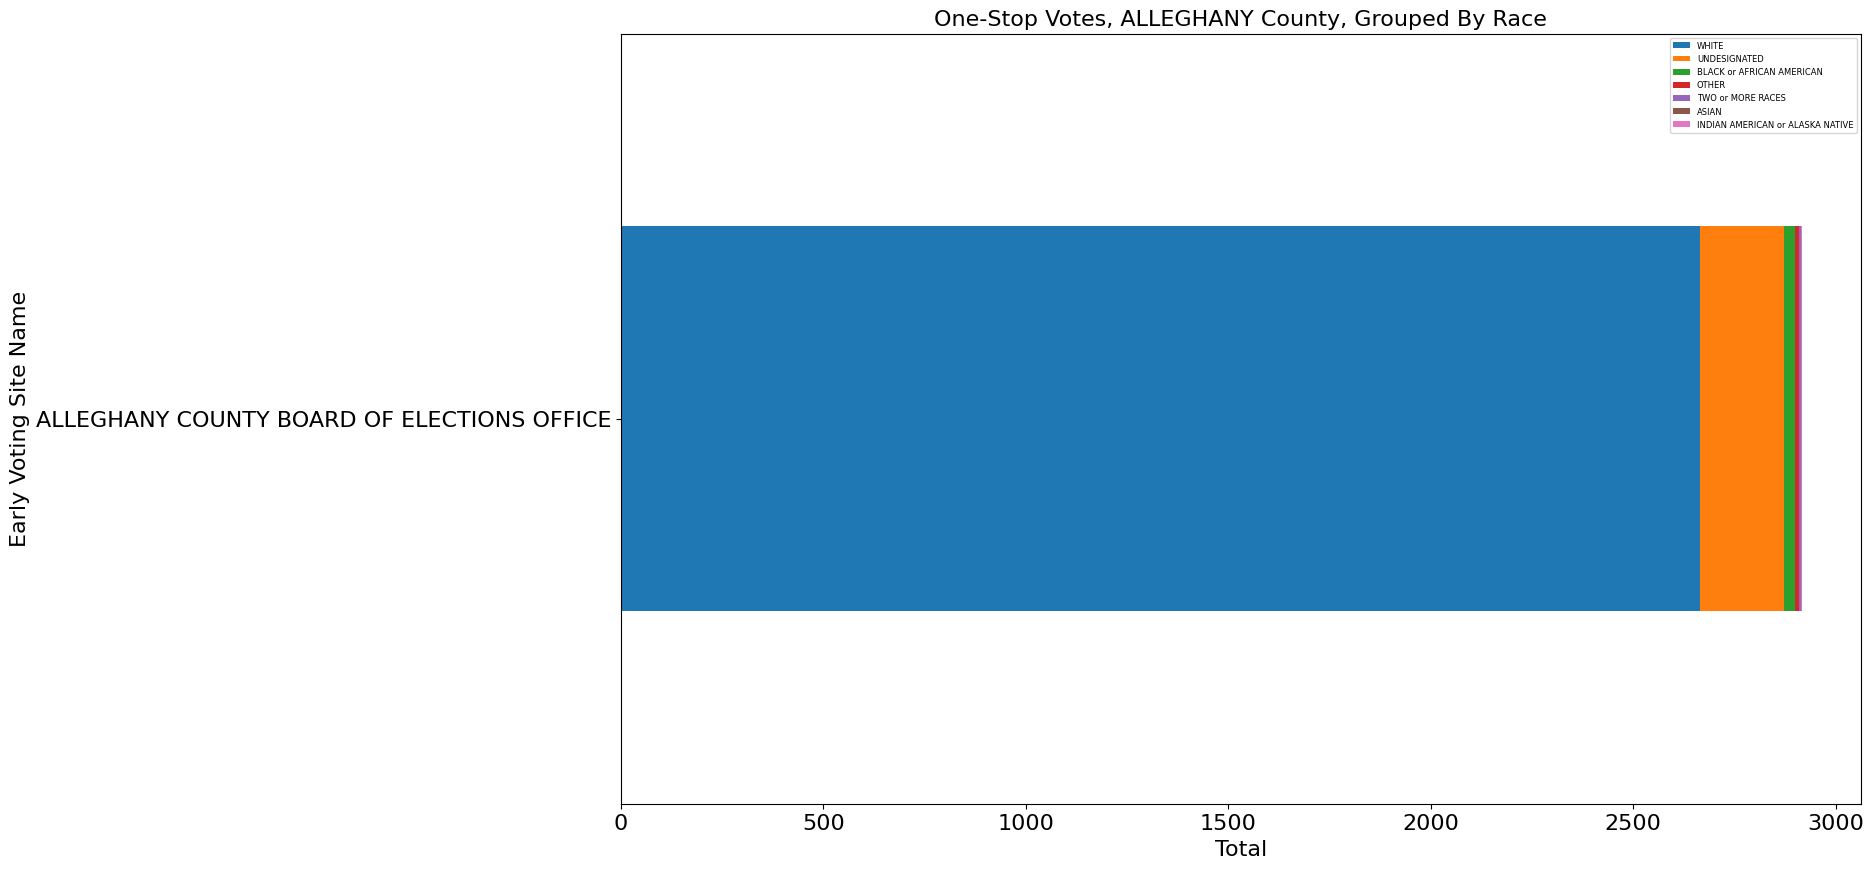 One-Stop Votes, ALLEGHANY County, Grouped By Race
WHITE
UNDESIGNATED
BLACK or AFRICAN AMERICAN
OTHER
TWO or MORE RACES
ASIAN
INDIAN AMERICAN or ALASKA NATIVE
Early Voting Site Name
ALLEGHANY COUNTY BOARD OF ELECTIONS OFFICE
0 500 1000 1500 2000 2500 3000
Total